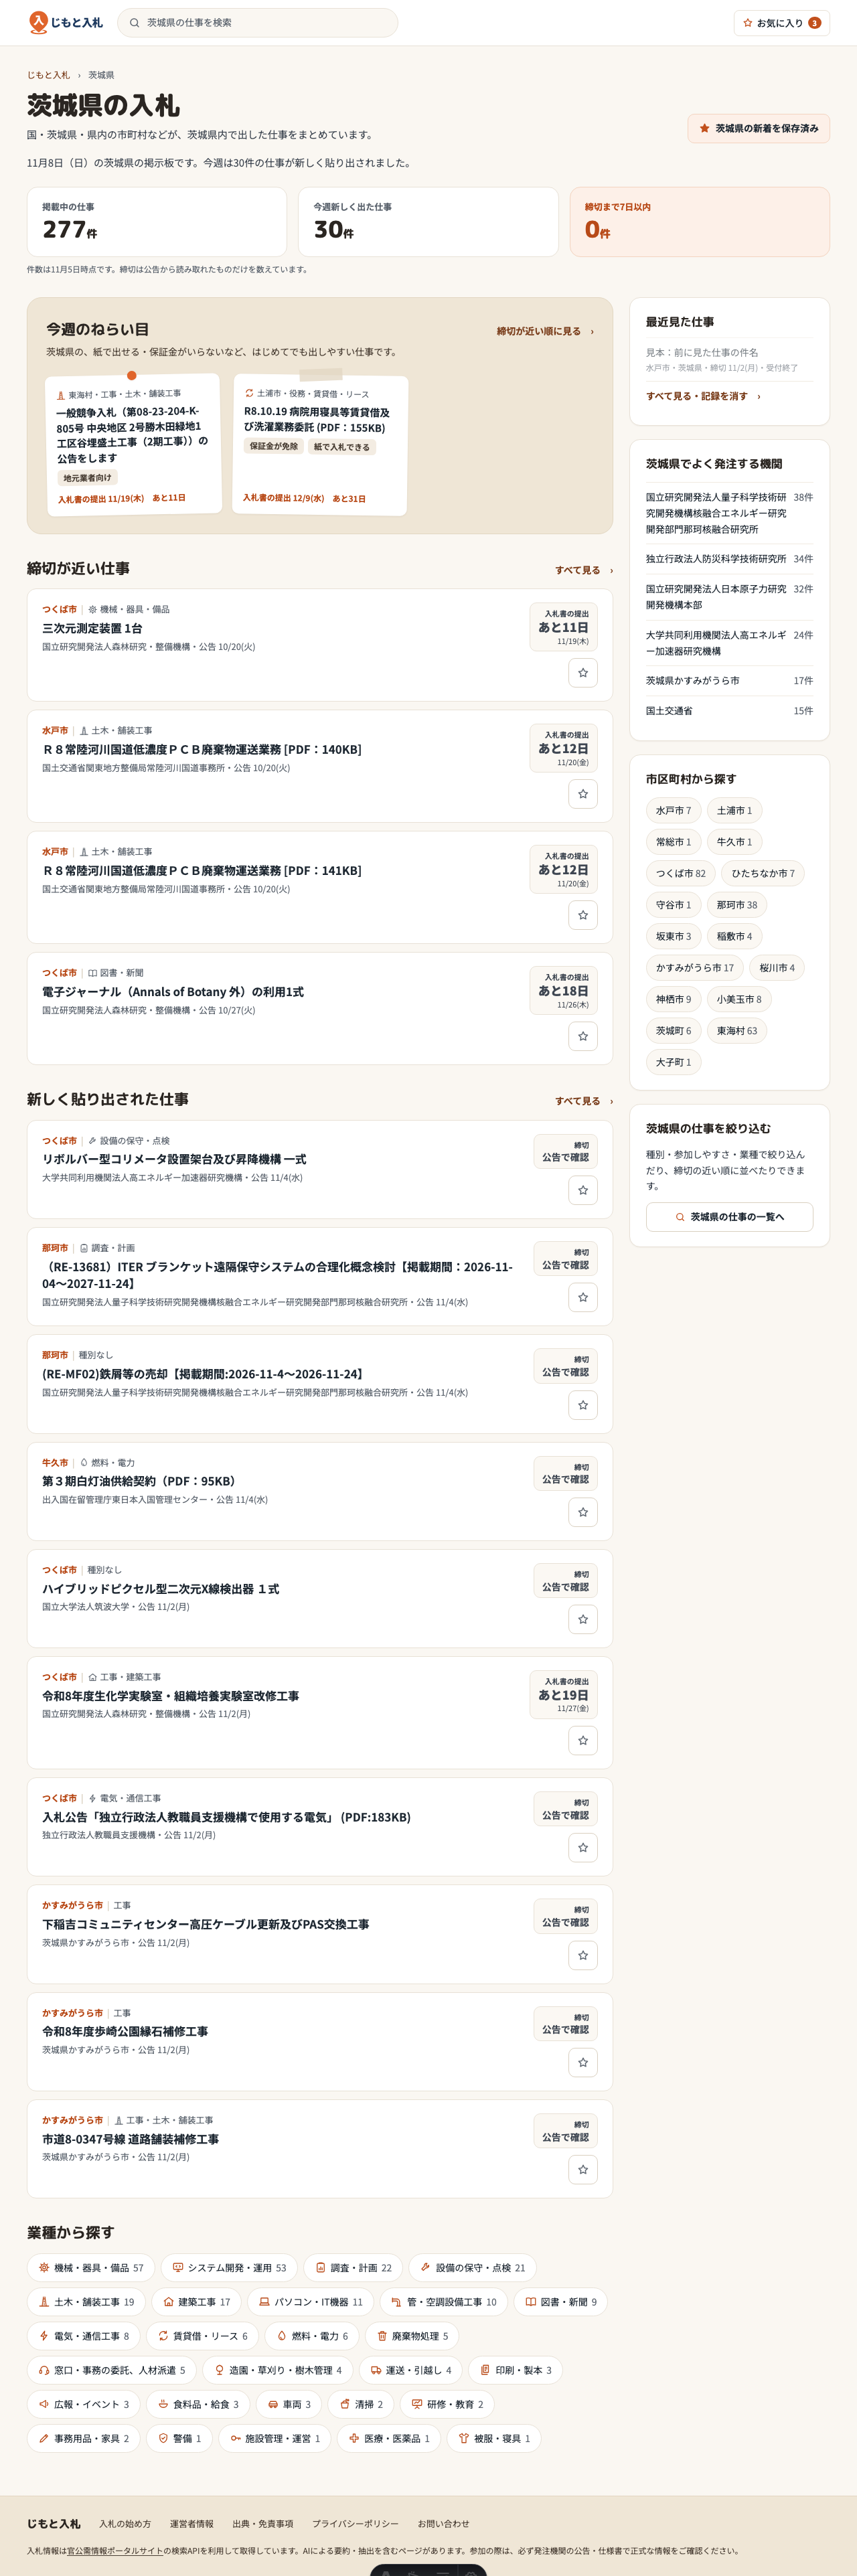 入 じもと入札
茨城県の仕事を検索
お気に入り 3
じもと入札 › 茨城県
茨城県の入札
国・茨城県・県内の市町村などが、茨城県内で出した仕事をまとめています。
茨城県の新着を保存済み
11月8日（日）の茨城県の掲示板です。今週は30件の仕事が新しく貼り出されました。
掲載中の仕事
277件
今週新しく出た仕事
30件
締切まで7日以内
0件
件数は11月5日時点です。締切は公告から読み取れたものだけを数えています。
今週のねらい目
締切が近い順に見る ›
茨城県の、紙で出せる・保証金がいらないなど、はじめてでも出しやすい仕事です。
東海村・工事・土木・舗装工事
一般競争入札（第08-23-204-K-
805号 中央地区 2号勝木田緑地1
工区谷埋盛土工事（2期工事））の
公告をします
地元業者向け
入札書の提出 11/19(木) あと11日
土浦市・役務・賃貸借・リース
R8.10.19 病院用寝具等賃貸借及
び洗濯業務委託 (PDF：155KB)
保証金が免除 紙で入札できる
入札書の提出 12/9(水) あと31日
締切が近い仕事
すべて見る ›
つくば市 | 機械・器具・備品
三次元測定装置 1台
国立研究開発法人森林研究・整備機構・公告 10/20(火)
入札書の提出
あと11日
11/19(木)
水戸市 | 土木・舗装工事
Ｒ８常陸河川国道低濃度ＰＣＢ廃棄物運送業務 [PDF：140KB]
国土交通省関東地方整備局常陸河川国道事務所・公告 10/20(火)
入札書の提出
あと12日
11/20(金)
水戸市 | 土木・舗装工事
Ｒ８常陸河川国道低濃度ＰＣＢ廃棄物運送業務 [PDF：141KB]
国土交通省関東地方整備局常陸河川国道事務所・公告 10/20(火)
入札書の提出
あと12日
11/20(金)
つくば市 | 図書・新聞
電子ジャーナル（Annals of Botany 外）の利用1式
国立研究開発法人森林研究・整備機構・公告 10/27(火)
入札書の提出
あと18日
11/26(木)
新しく貼り出された仕事
すべて見る ›
つくば市 | 設備の保守・点検
リボルバー型コリメータ設置架台及び昇降機構 一式
大学共同利用機関法人高エネルギー加速器研究機構・公告 11/4(水)
締切
公告で確認
那珂市 | 調査・計画
（RE-13681）ITER ブランケット遠隔保守システムの合理化概念検討【掲載期間：2026-11-
04〜2027-11-24】
国立研究開発法人量子科学技術研究開発機構核融合エネルギー研究開発部門那珂核融合研究所・公告 11/4(水)
締切
公告で確認
那珂市 | 種別なし
(RE-MF02)鉄屑等の売却【掲載期間:2026-11-4〜2026-11-24】
国立研究開発法人量子科学技術研究開発機構核融合エネルギー研究開発部門那珂核融合研究所・公告 11/4(水)
締切
公告で確認
牛久市 | 燃料・電力
第３期白灯油供給契約（PDF：95KB）
出入国在留管理庁東日本入国管理センター・公告 11/4(水)
締切
公告で確認
つくば市 | 種別なし
ハイブリッドピクセル型二次元X線検出器 １式
国立大学法人筑波大学・公告 11/2(月)
締切
公告で確認
つくば市 | 工事・建築工事
令和8年度生化学実験室・組織培養実験室改修工事
国立研究開発法人森林研究・整備機構・公告 11/2(月)
入札書の提出
あと19日
11/27(金)
つくば市 | 電気・通信工事
入札公告「独立行政法人教職員支援機構で使用する電気」 (PDF:183KB)
独立行政法人教職員支援機構・公告 11/2(月)
締切
公告で確認
かすみがうら市 | 工事
下稲吉コミュニティセンター高圧ケーブル更新及びPAS交換工事
茨城県かすみがうら市・公告 11/2(月)
締切
公告で確認
かすみがうら市 | 工事
令和8年度歩崎公園縁石補修工事
茨城県かすみがうら市・公告 11/2(月)
締切
公告で確認
かすみがうら市 | 工事・土木・舗装工事
市道8-0347号線 道路舗装補修工事
茨城県かすみがうら市・公告 11/2(月)
締切
公告で確認
最近見た仕事
見本：前に見た仕事の件名
水戸市・茨城県・締切 11/2(月)・受付終了
すべて見る・記録を消す ›
茨城県でよく発注する機関
国立研究開発法人量子科学技術研 38件
究開発機構核融合エネルギー研究
開発部門那珂核融合研究所
独立行政法人防災科学技術研究所 34件
国立研究開発法人日本原子力研究 32件
開発機構本部
大学共同利用機関法人高エネルギ 24件
ー加速器研究機構
茨城県かすみがうら市 17件
国土交通省 15件
市区町村から探す
水戸市 7 土浦市 1
常総市 1 牛久市 1
つくば市 82 ひたちなか市 7
守谷市 1 那珂市 38
坂東市 3 稲敷市 4
かすみがうら市 17 桜川市 4
神栖市 9 小美玉市 8
茨城町 6 東海村 63
大子町 1
茨城県の仕事を絞り込む
種別・参加しやすさ・業種で絞り込ん
だり、締切の近い順に並べたりできま
す。
茨城県の仕事の一覧へ
業種から探す
機械・器具・備品 57 システム開発・運用 53 調査・計画 22 設備の保守・点検 21
土木・舗装工事 19 建築工事 17 パソコン・IT機器 11 管・空調設備工事 10 図書・新聞 9
電気・通信工事 8 賃貸借・リース 6 燃料・電力 6 廃棄物処理 5
窓口・事務の委託、人材派遣 5 造園・草刈り・樹木管理 4 運送・引越し 4 印刷・製本 3
広報・イベント 3 食料品・給食 3 車両 3 清掃 2 研修・教育 2
事務用品・家具 2 警備 1 施設管理・運営 1 医療・医薬品 1 被服・寝具 1
じもと入札 入札の始め方 運営者情報 出典・免責事項 プライバシーポリシー お問い合わせ
入札情報は官公需情報ポータルサイトの検索APIを利用して取得しています。AIによる要約・抽出を含むページがあります。参加の際は、必ず発注機関の公告・仕様書で正式な情報をご確認ください。